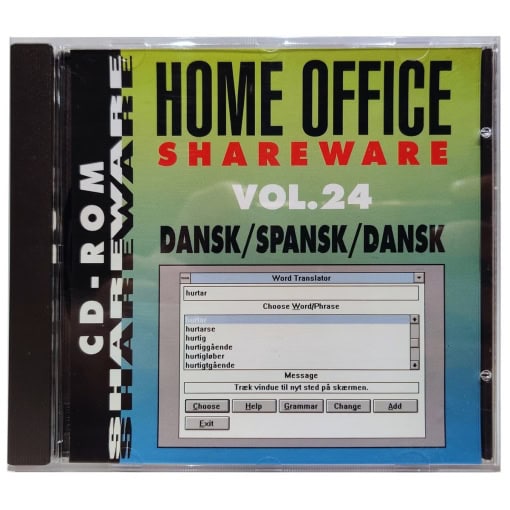 CD-ROM
SHAREWARE
HOME OFFICE
SHAREWARE
VOL.24
DANSK/SPANSK/DANSK
Word Translator
hurtar
Choose Word/Phrase
hurtar
hurtarse
hurtig
hurtiggående
hurtigløber
hurtigtgående
Message
Træk vindue til nyt sted på skærmen.
Choose Help Grammar Change Add
Exit